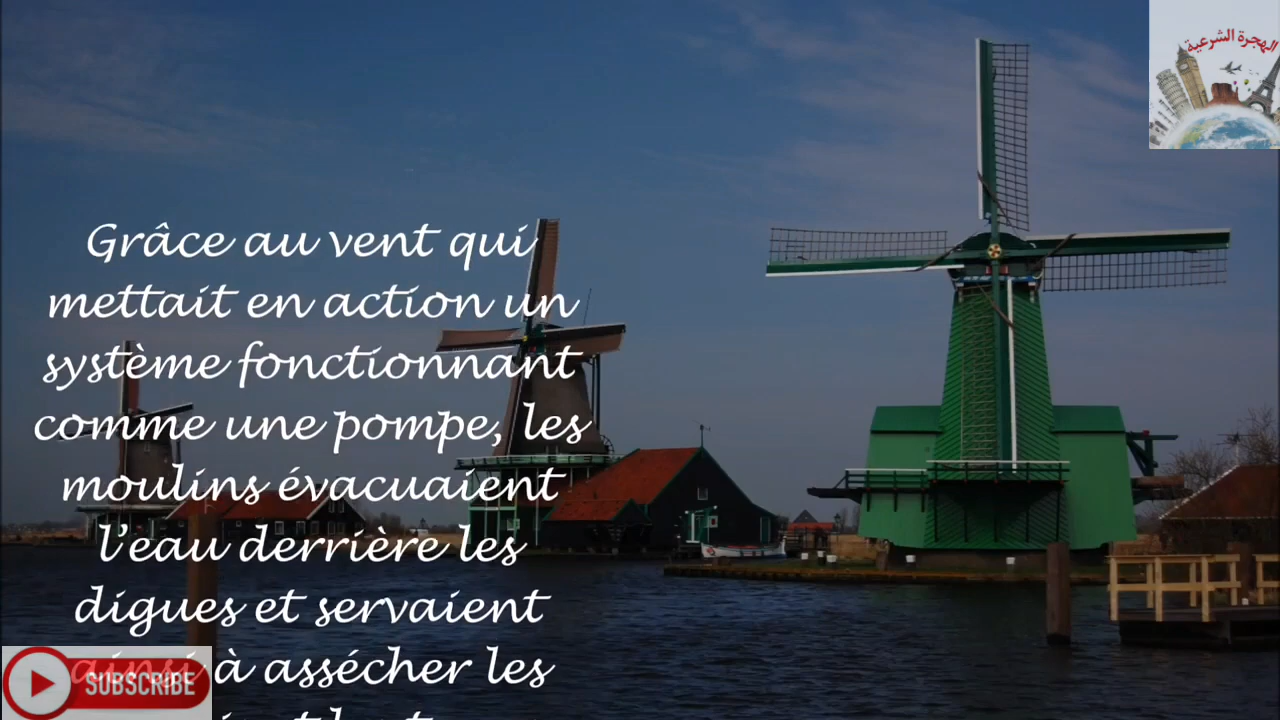 الهجرة الشرعية
Grâce au vent qui
mettait en action un
système fonctionnant
comme une pompe, les
moulins évacuaient
l’eau derrière les
digues et servaient
ainsi à assécher les
SUBSCRIBE